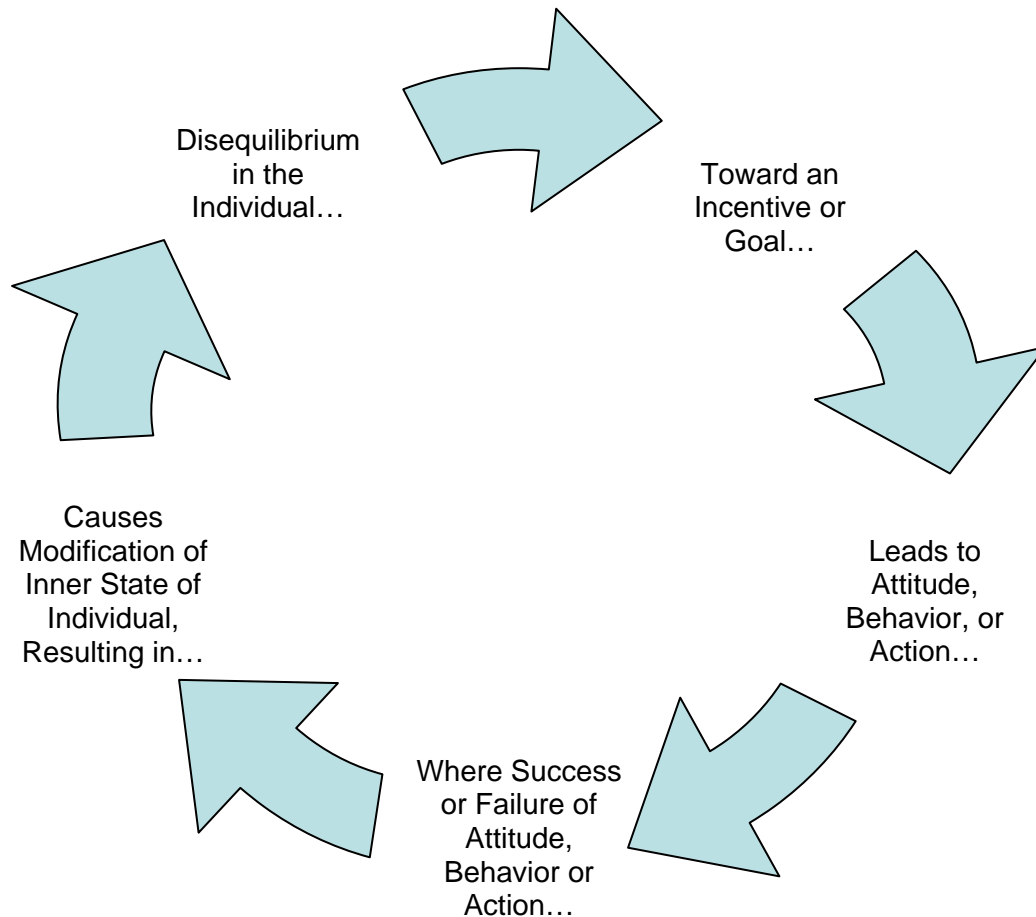 Disequilibrium
in the
Individual…
Toward an
Incentive or
Goal…
Leads to
Attitude,
Behavior, or
Action…
Where Success
or Failure of
Attitude,
Behavior or
Action…
Causes
Modification of
Inner State of
Individual,
Resulting in…